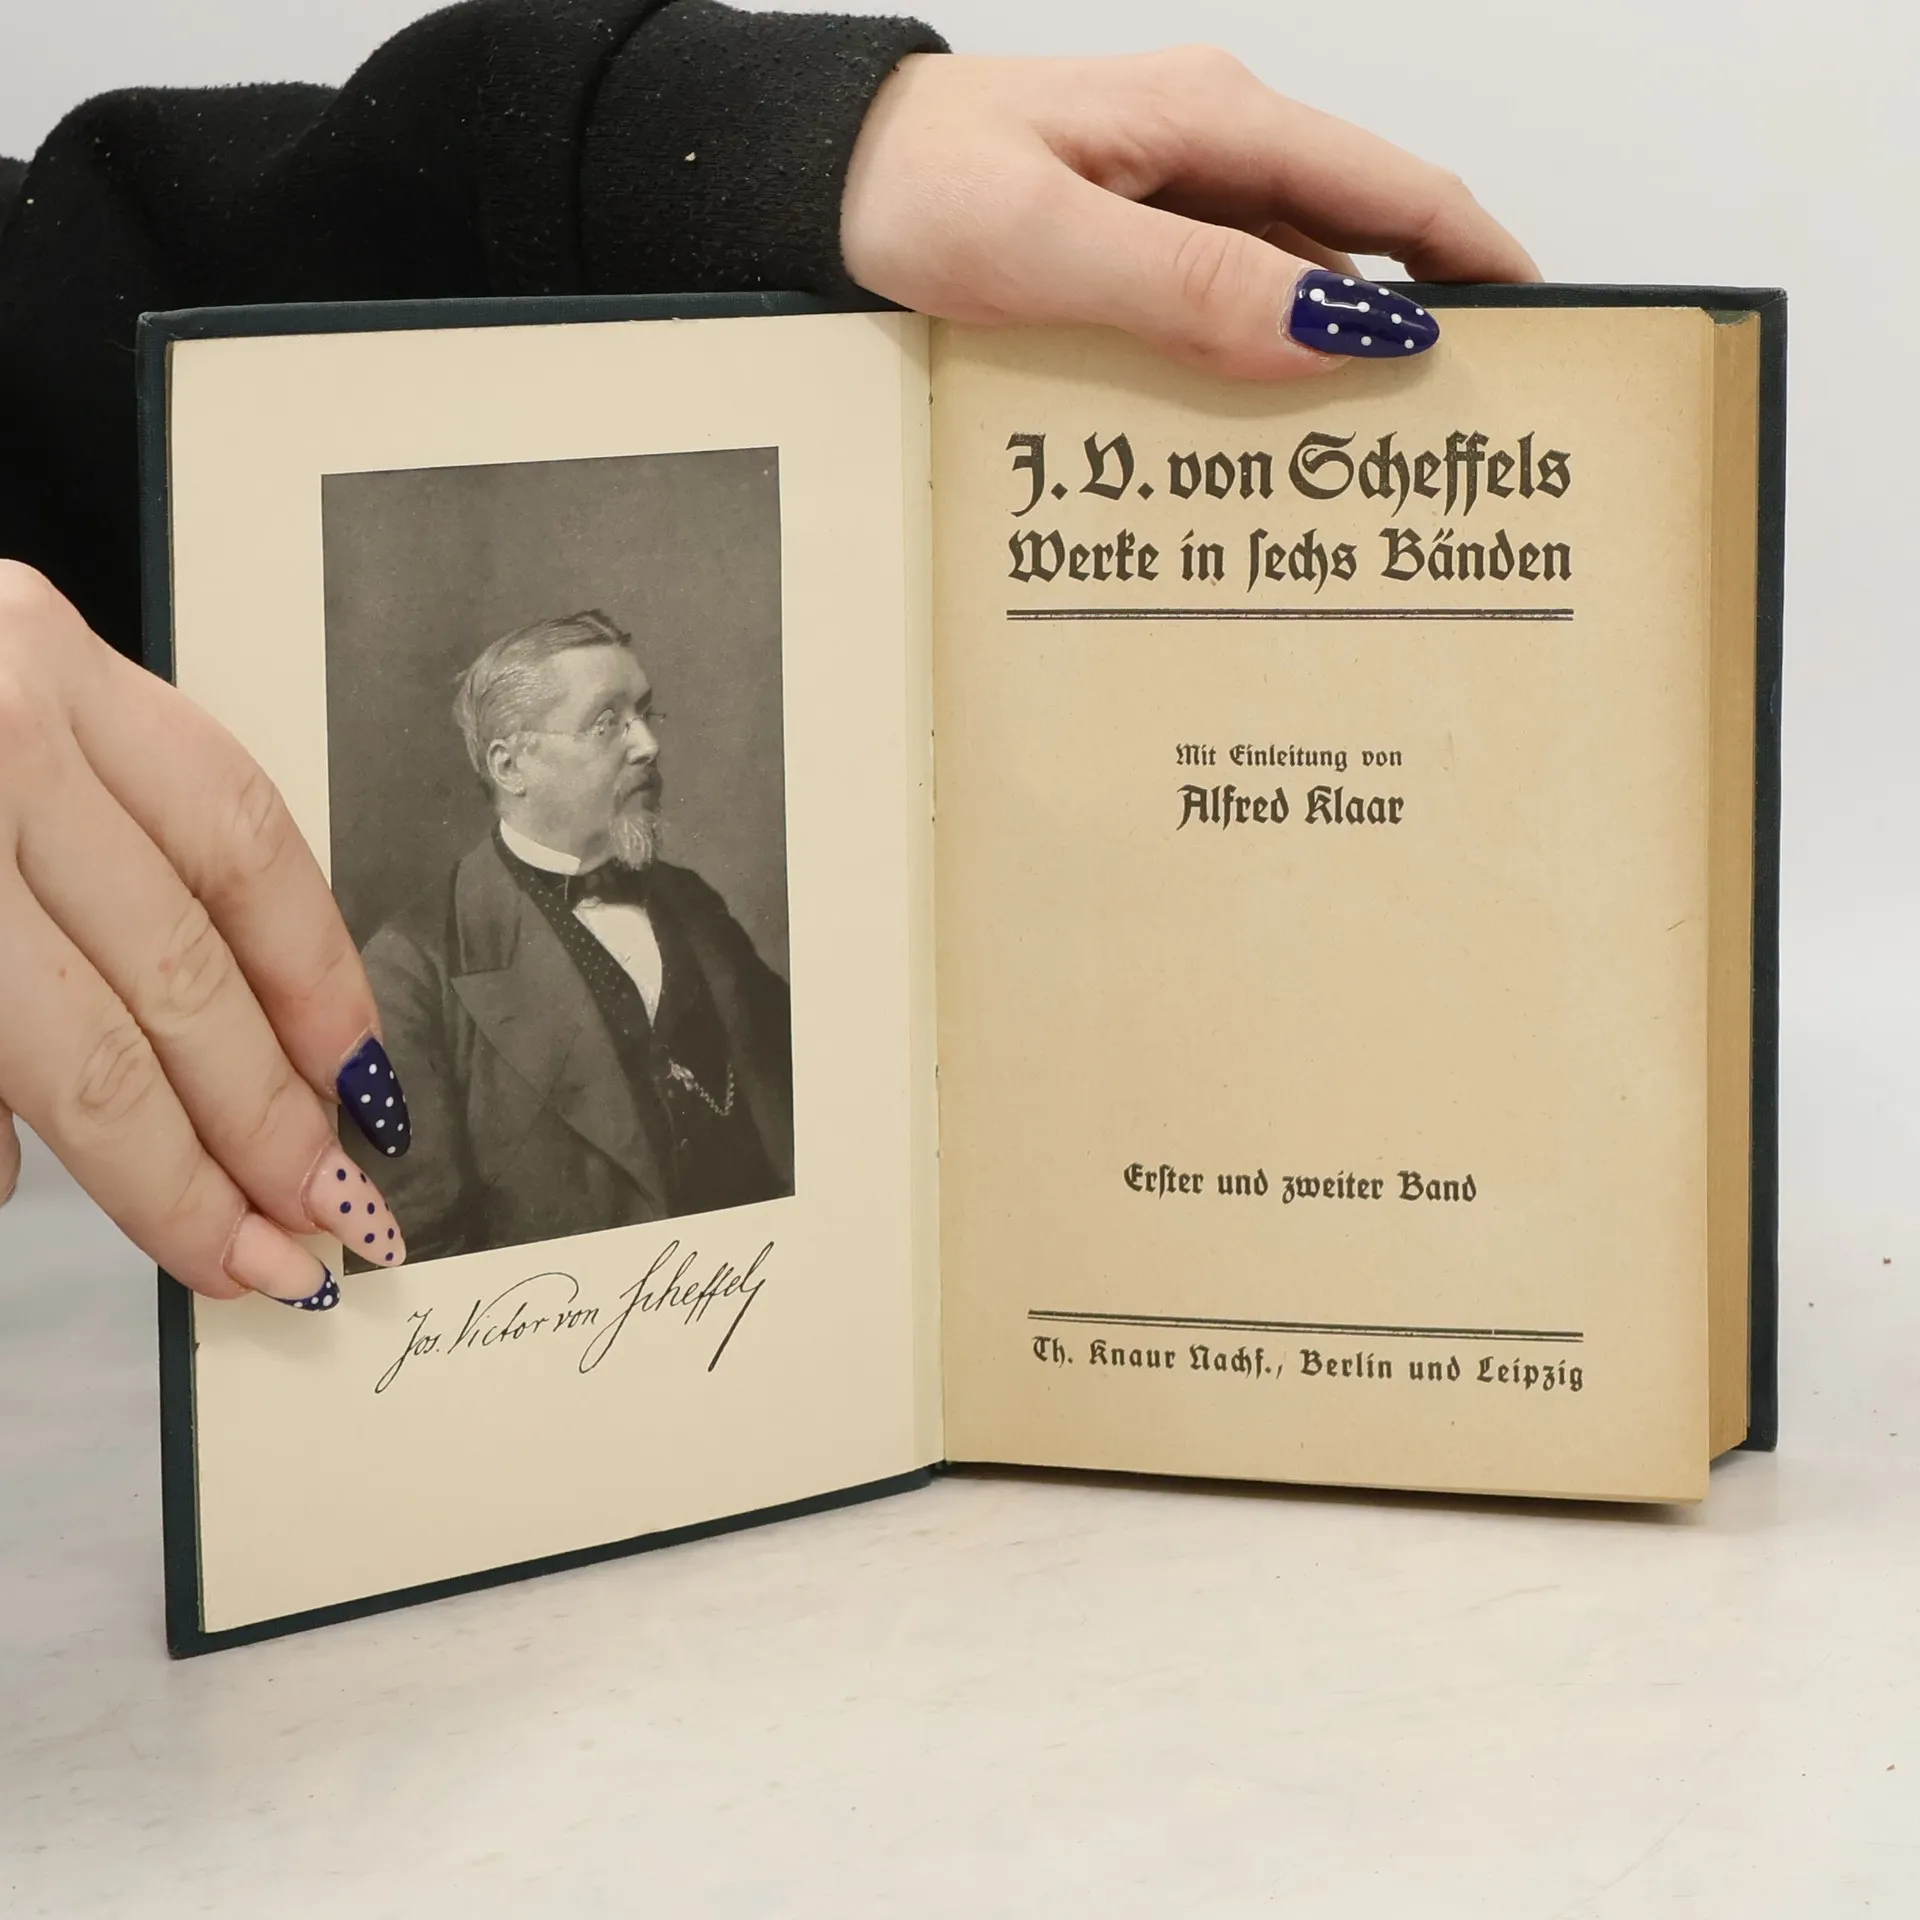 Jos. Victor von Scheffel
J. V. von Scheffels
Werke in ſechs Bänden
Mit Einleitung von
Alfred Klaar
Erſter und zweiter Band
Th. Knaur Nachf., Berlin und Leipzig